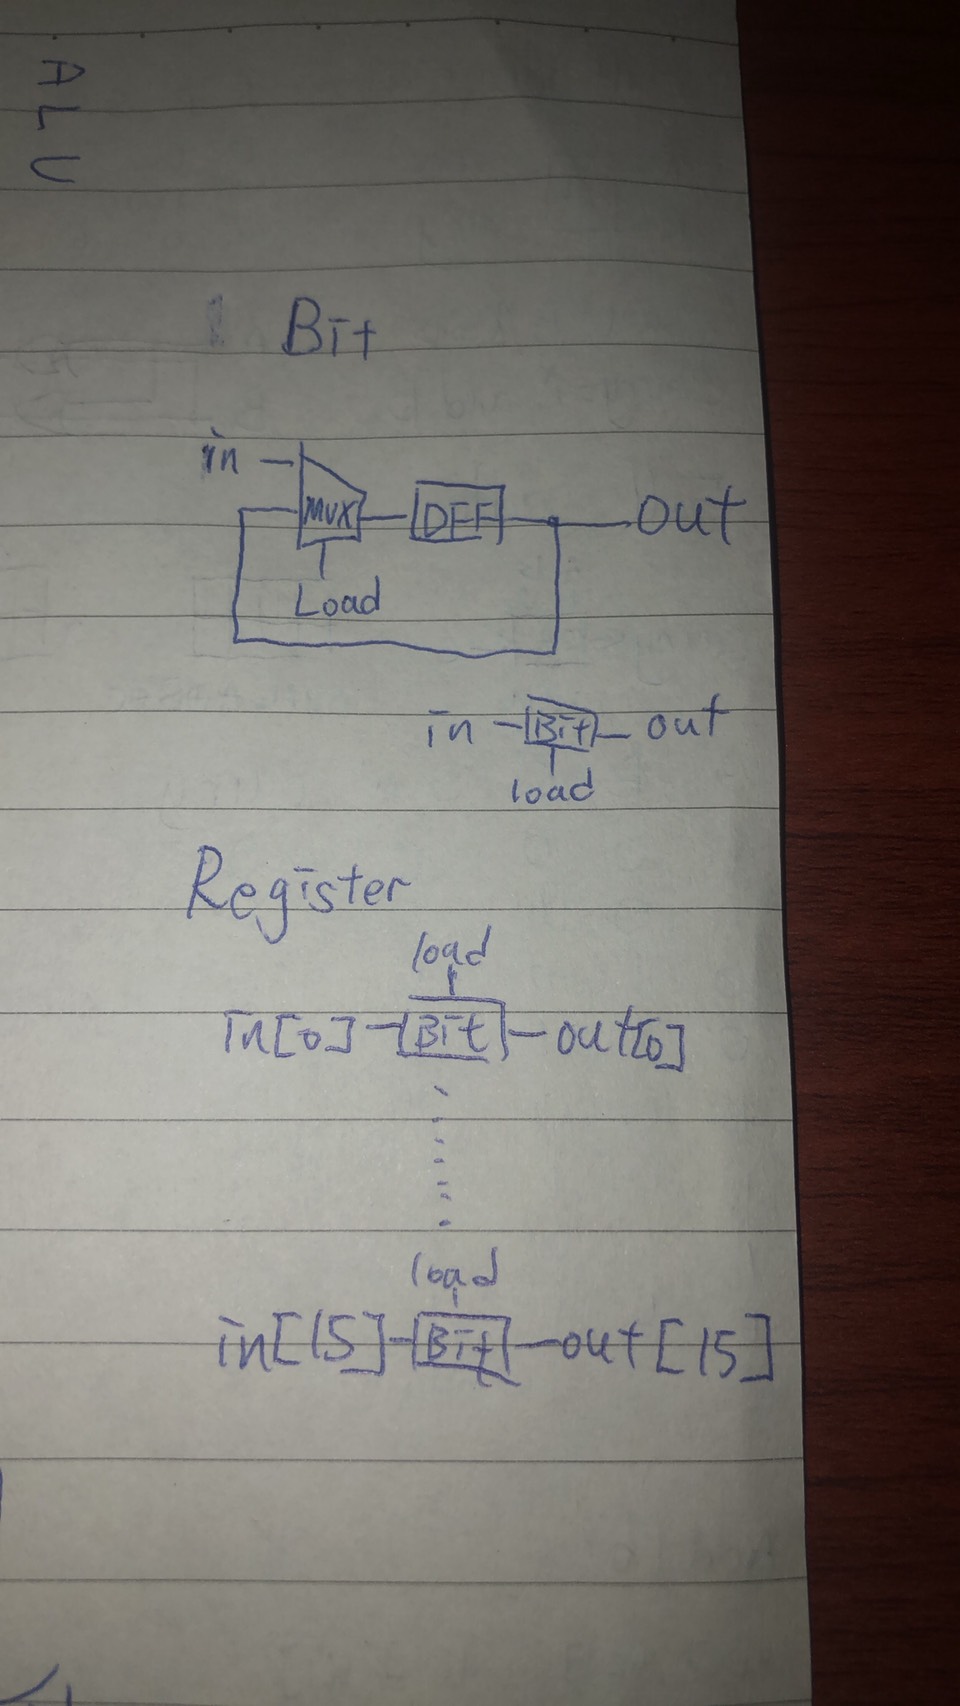 ALU
Bit
in
MUX DFF out
Load
in Bit out
load
Register
load
in[0] Bit out[0]
load
in[15] Bit out[15]